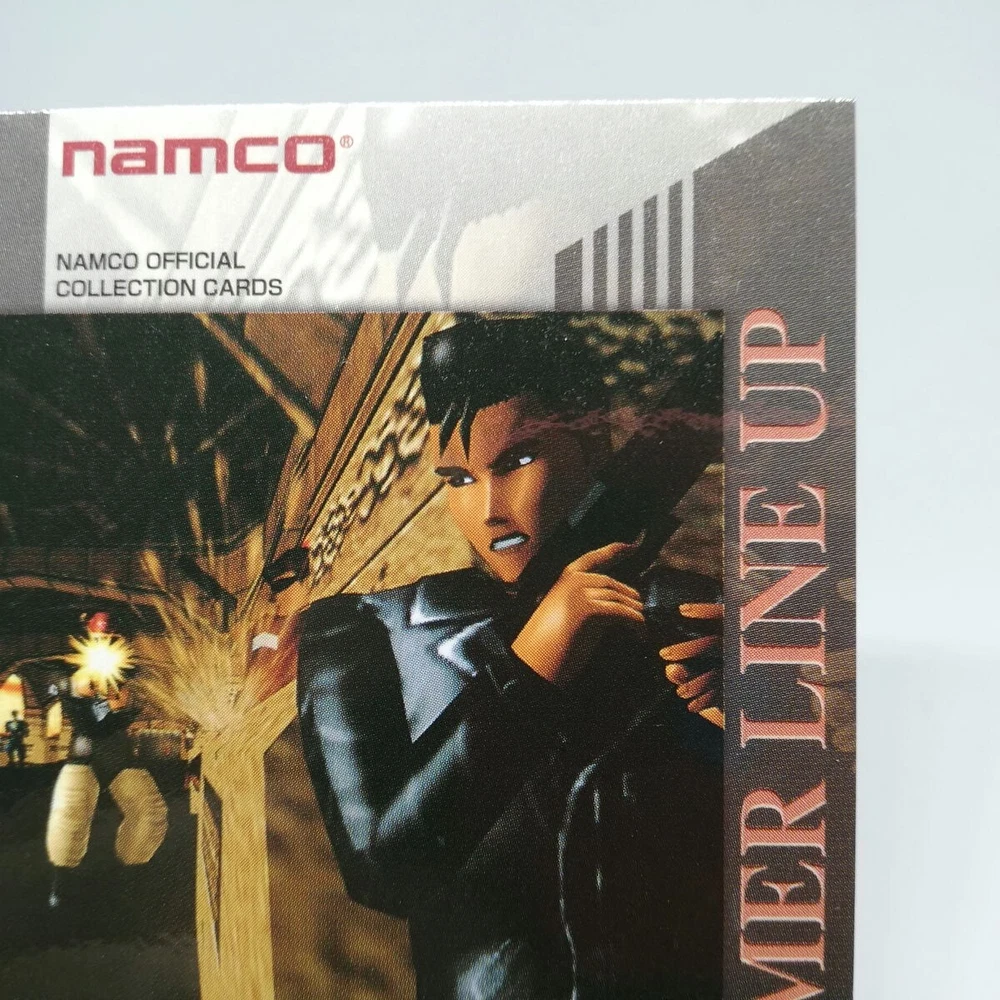 namco®
NAMCO OFFICIAL
COLLECTION CARDS
MER LINE UP